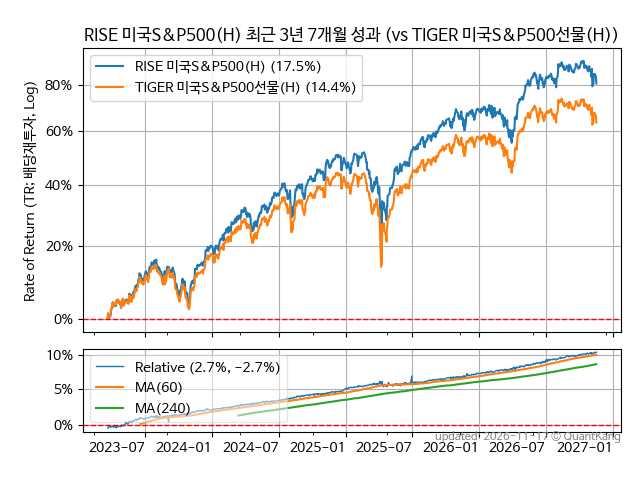 RISE 미국S&P500(H) 최근 3년 7개월 성과 (vs TIGER 미국S&P500선물(H))
RISE 미국S&P500(H) (17.5%)
TIGER 미국S&P500선물(H) (14.4%)
Rate of Return (TR: 배당재투자, Log)
80%
60%
40%
20%
0%
Relative (2.7%, -2.7%)
MA(60)
MA(240)
10%
5%
0%
updated: 2026-11-17 © QuantKang
2023-07 2024-01 2024-07 2025-01 2025-07 2026-01 2026-07 2027-01